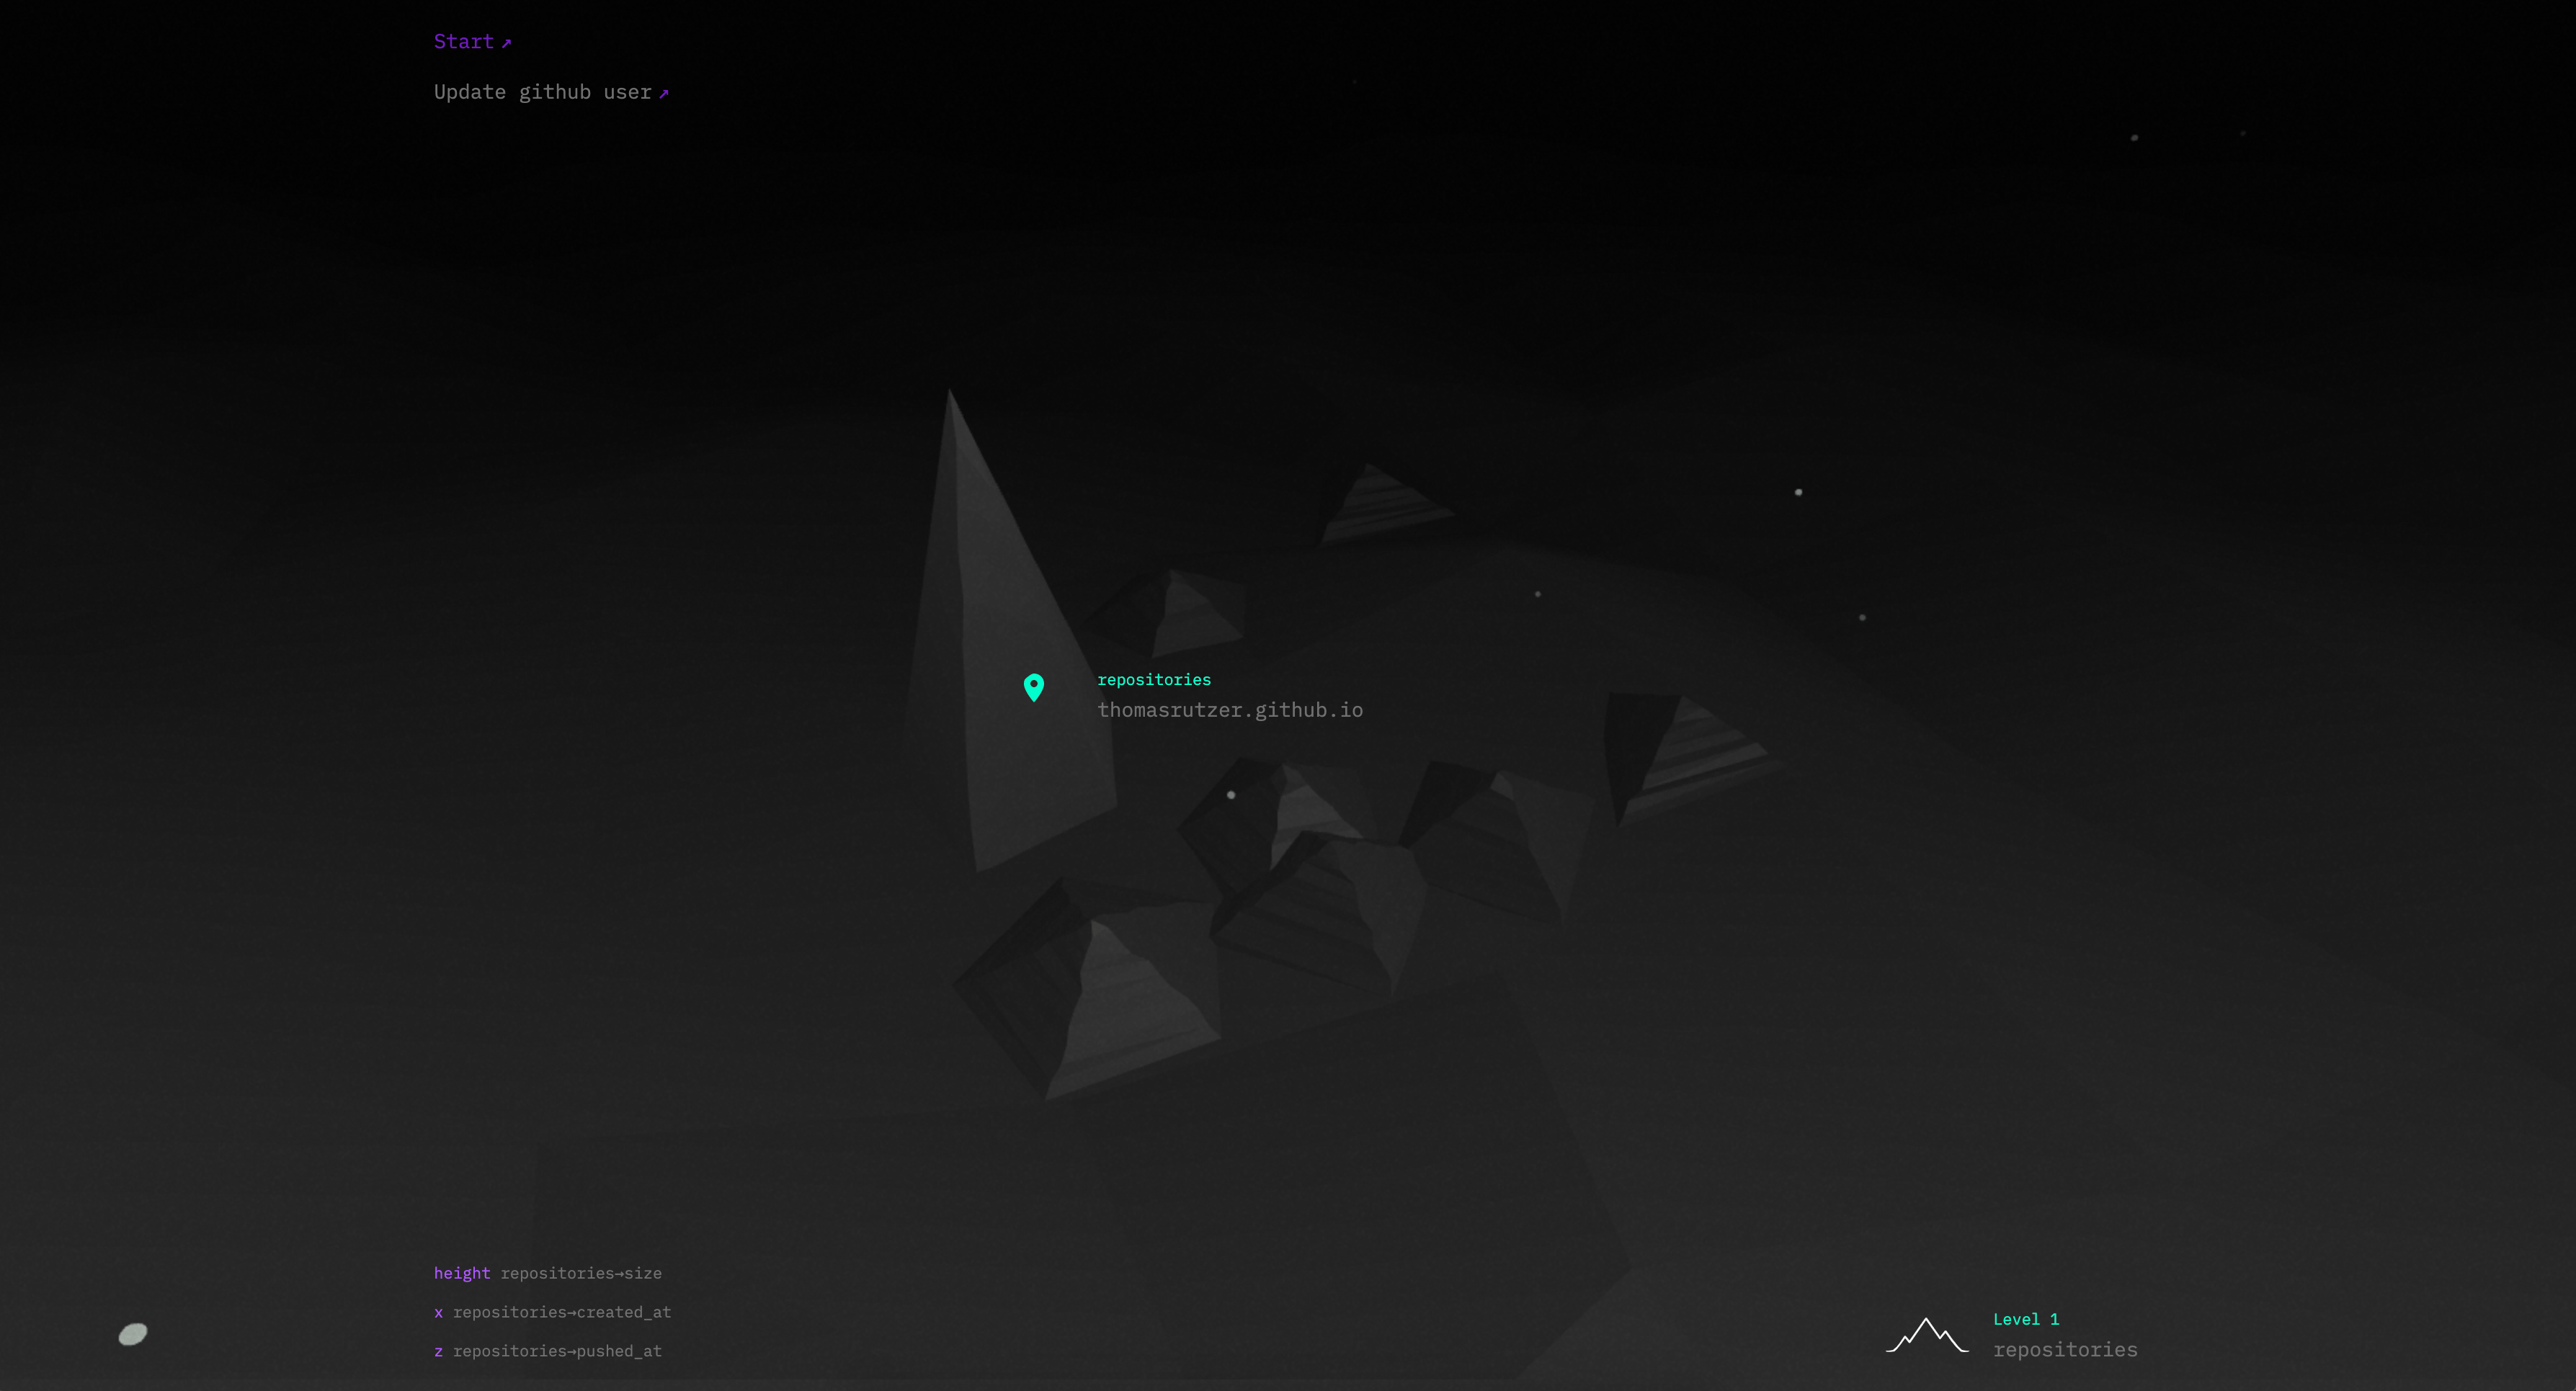 Start ↗
Update github user ↗
repositories
thomasrutzer.github.io
height repositories→size
x repositories→created_at
z repositories→pushed_at
Level 1
repositories